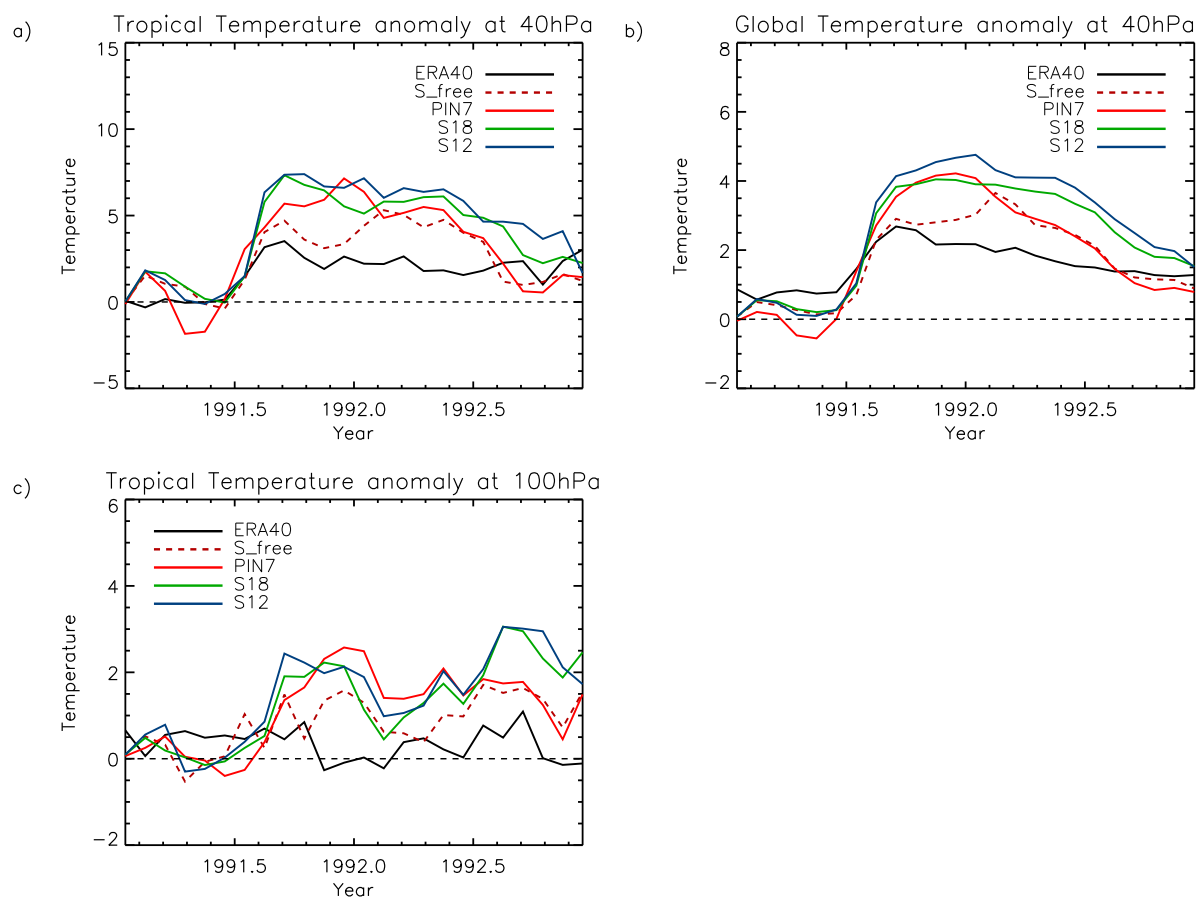 a)
Tropical Temperature anomaly at 40hPa
15
10
5
0
−5
Temperature
ERA40
S_free
PIN7
S18
S12
1991.5 1992.0 1992.5
Year
b)
Global Temperature anomaly at 40hPa
8
6
4
2
0
−2
Temperature
ERA40
S_free
PIN7
S18
S12
1991.5 1992.0 1992.5
Year
c)
Tropical Temperature anomaly at 100hPa
6
4
2
0
−2
Temperature
ERA40
S_free
PIN7
S18
S12
1991.5 1992.0 1992.5
Year